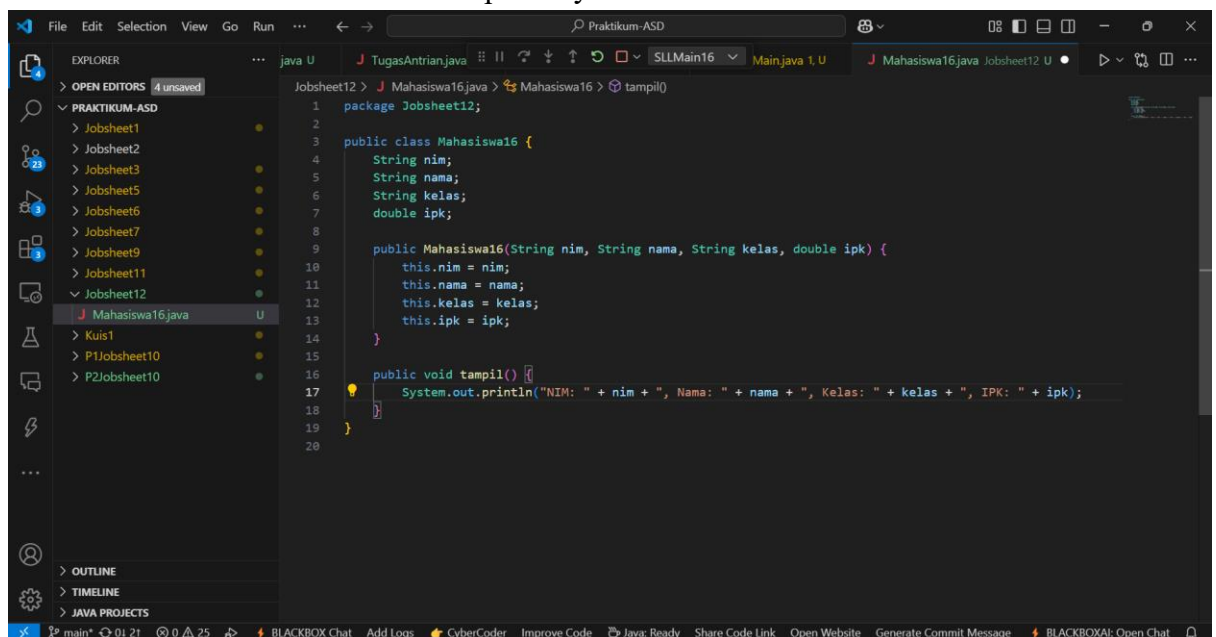 File Edit Selection View Go Run ... Praktikum-ASD
EXPLORER ... java U J TugasAntrian.java SLLMain16 Main.java 1, U J Mahasiswa16.java Jobsheet12 U
> OPEN EDITORS 4 unsaved
Jobsheet12 > J Mahasiswa16.java > Mahasiswa16 > tampil()
PRAKTIKUM-ASD
> Jobsheet1
> Jobsheet2
> Jobsheet3
> Jobsheet5
> Jobsheet6
> Jobsheet7
> Jobsheet9
> Jobsheet11
Jobsheet12
J Mahasiswa16.java U
> Kuis1
> P1Jobsheet10
> P2Jobsheet10
4
23
3
3
1 package Jobsheet12;
2
3 public class Mahasiswa16 {
4 String nim;
5 String nama;
6 String kelas;
7 double ipk;
8
9 public Mahasiswa16(String nim, String nama, String kelas, double ipk) {
10 this.nim = nim;
11 this.nama = nama;
12 this.kelas = kelas;
13 this.ipk = ipk;
14 }
15
16 public void tampil() {
17 System.out.println("NIM: " + nim + ", Nama: " + nama + ", Kelas: " + kelas + ", IPK: " + ipk);
18 }
19 }
20
> OUTLINE
> TIMELINE
> JAVA PROJECTS
main* 0↓ 2↑ 0 25 BLACKBOX Chat Add Logs CyberCoder Improve Code Java: Ready Share Code Link Open Website Generate Commit Message BLACKBOXAI: Open Chat